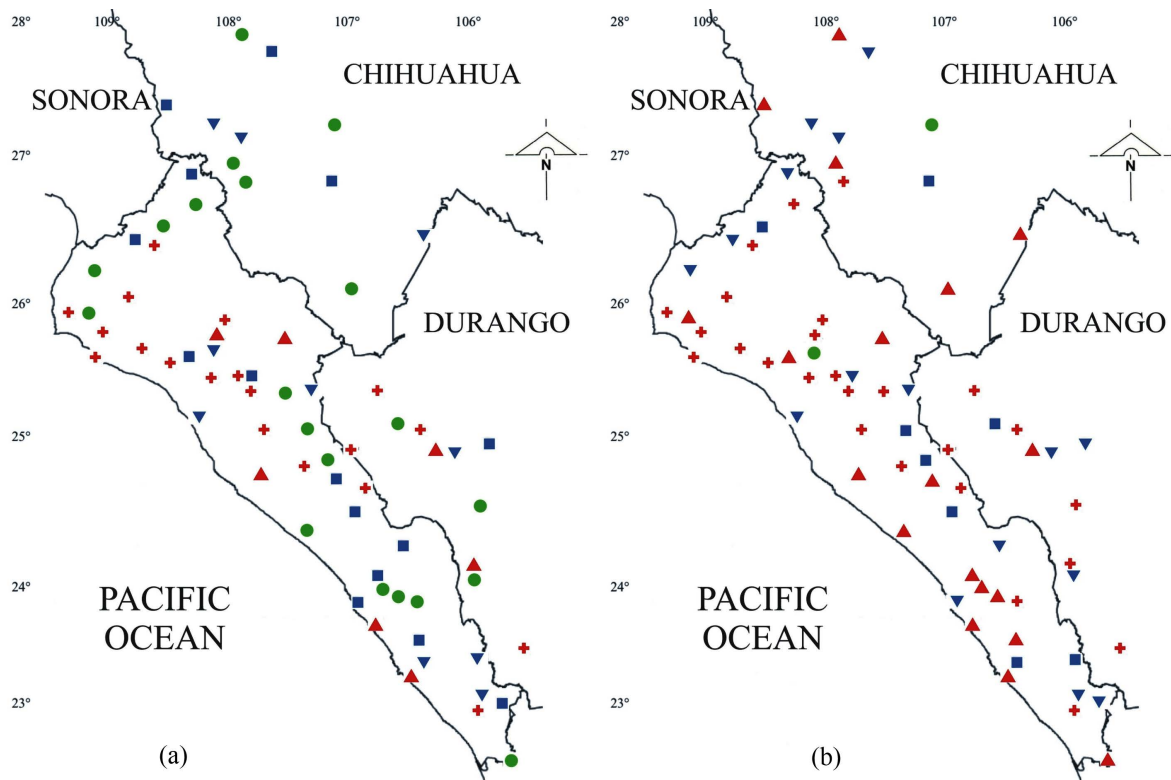 28° 109° 108 107° 106°
CHIHUAHUA
SONORA
27°
N
26°
DURANGO
25°
24°
PACIFIC
OCEAN
23°
(a)
28° 109° 108 107° 106°
CHIHUAHUA
SONORA
27°
N
26°
DURANGO
25°
24°
PACIFIC
OCEAN
23°
(b)